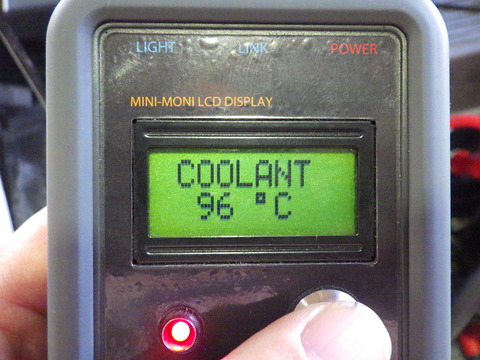 LIGHT LINK POWER
MINI-MONI LCD DISPLAY
COOLANT
96 °C